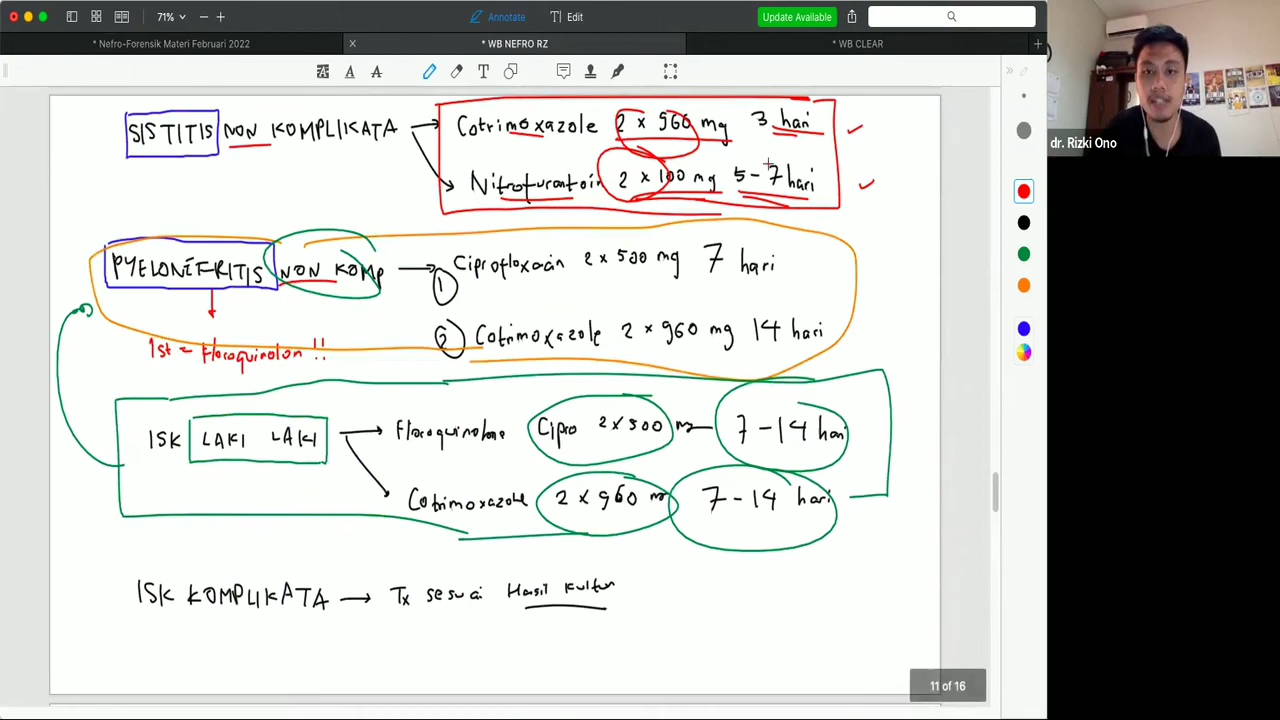 71%
Annotate
Edit
Update Available
* Nefro-Forensik Materi Februari 2022
* WB NEFRO RZ
* WB CLEAR
dr. Rizki Ono
SISTITIS NON KOMPLIKATA → Cotrimoxazole 2 x 960 mg 3 hari
Nitrofurantoin 2 x 100 mg 5-7 hari
PYELONEFRITIS NON KOMP → 1 Ciprofloxacin 2 x 500 mg 7 hari
2 Cotrimoxazole 2 x 960 mg 14 hari
1st = Floroquinolon !!
ISK LAKI LAKI → Floroquinolone Cipro 2 x 500 mg 7-14 hari
Cotrimoxazole 2 x 960 mg 7-14 hari
ISK KOMPLIKATA → Tx sesuai Hasil Kultur
11 of 16